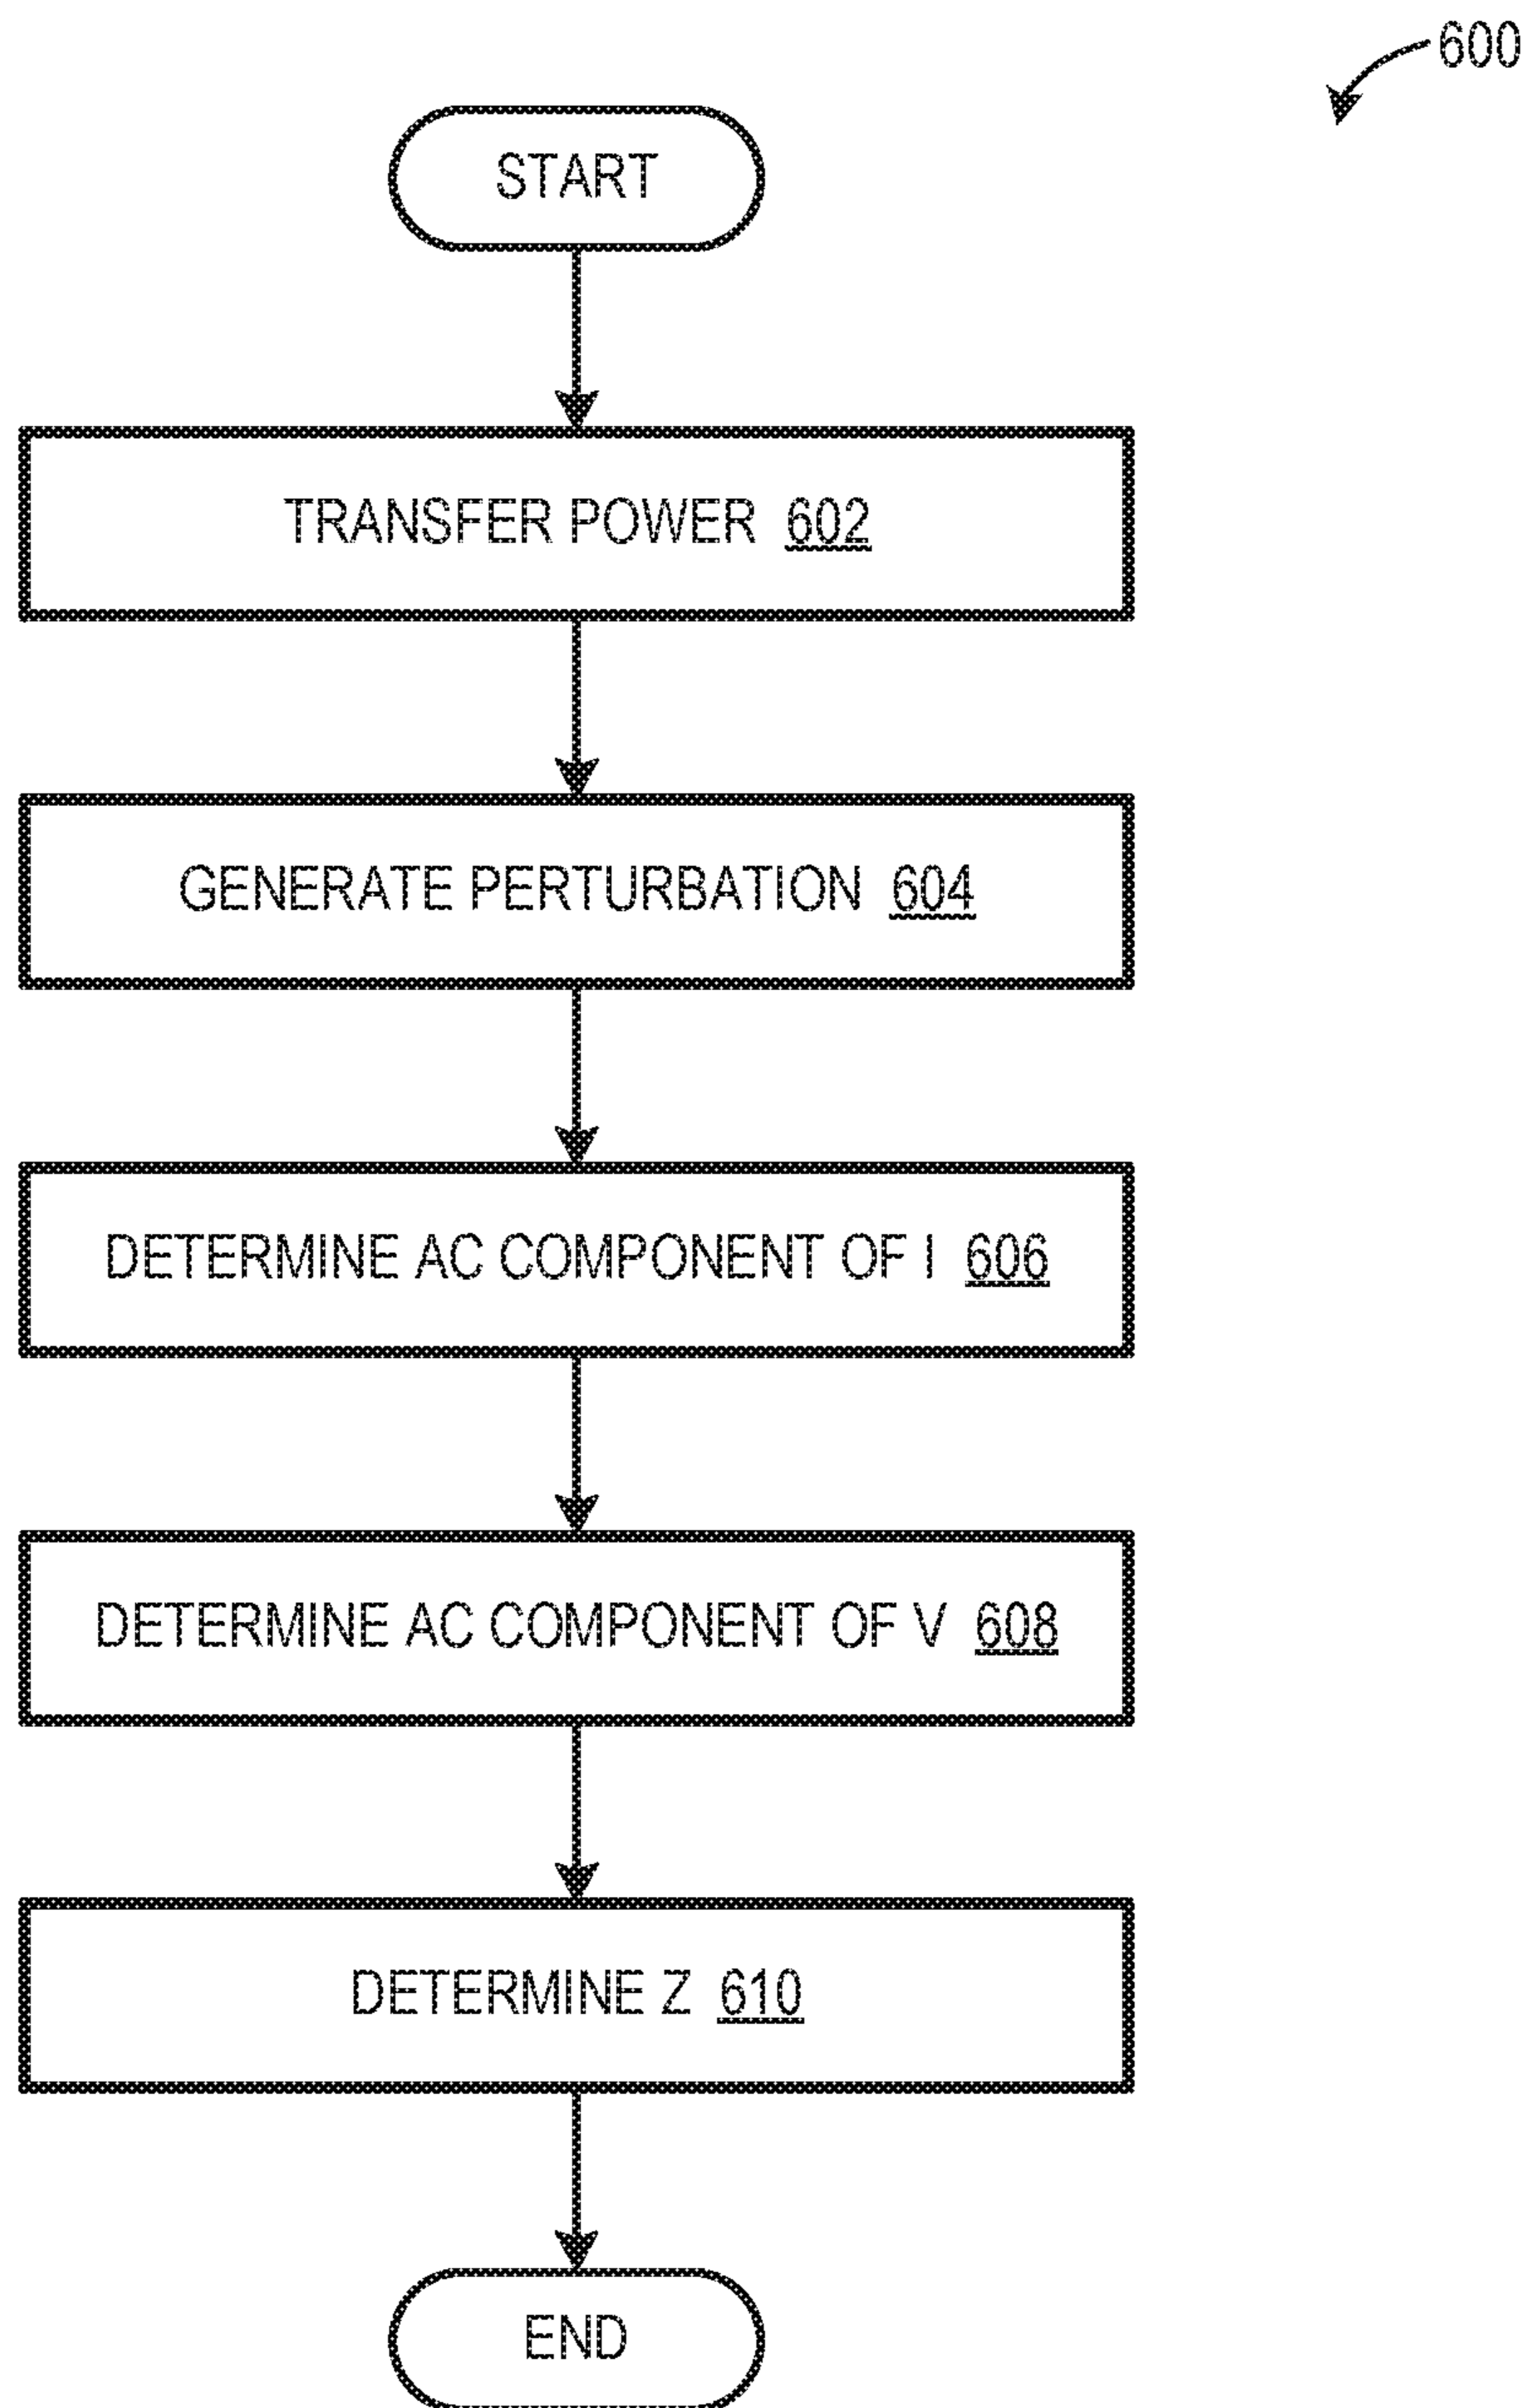 600
START
TRANSFER POWER 602
GENERATE PERTURBATION 604
DETERMINE AC COMPONENT OF I 606
DETERMINE AC COMPONENT OF V 608
DETERMINE Z 610
END